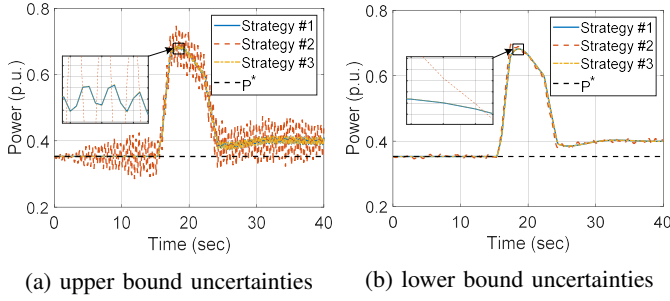 0.8
0.6
0.4
0.2
Power (p.u.)
Strategy #1
Strategy #2
Strategy #3
P*
0 10 20 30 40
Time (sec)
(a) upper bound uncertainties
0.8
0.6
0.4
0.2
Power (p.u.)
Strategy #1
Strategy #2
Strategy #3
P*
0 10 20 30 40
Time (sec)
(b) lower bound uncertainties